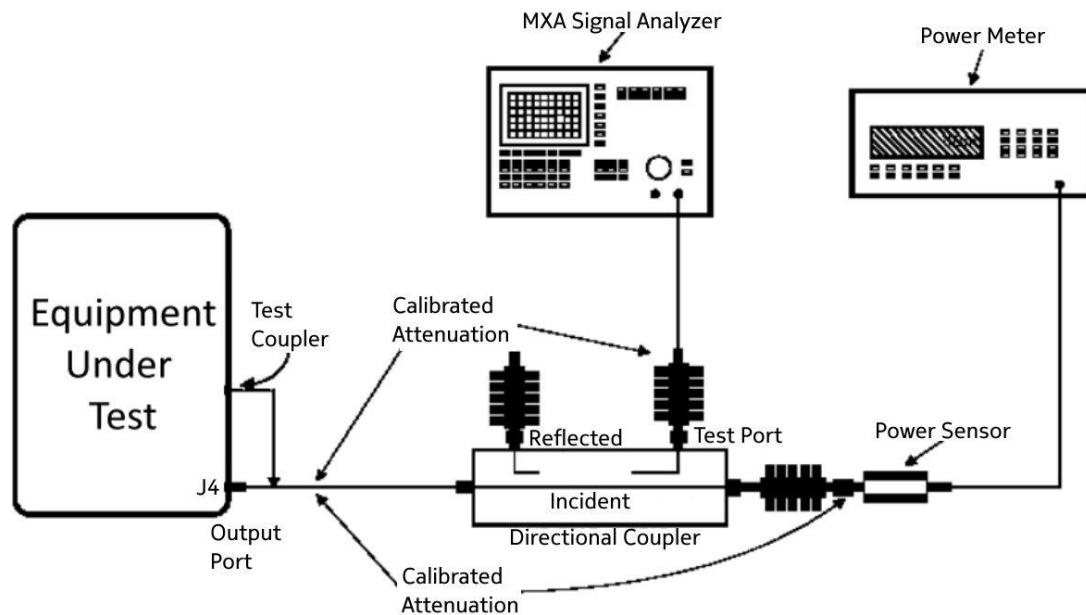 MXA Signal Analyzer
Power Meter
Equipment
Under
Test
Test
Coupler
Calibrated
Attenuation
Reflected
Test Port
Power Sensor
J4
Incident
Output
Port
Directional Coupler
Calibrated
Attenuation